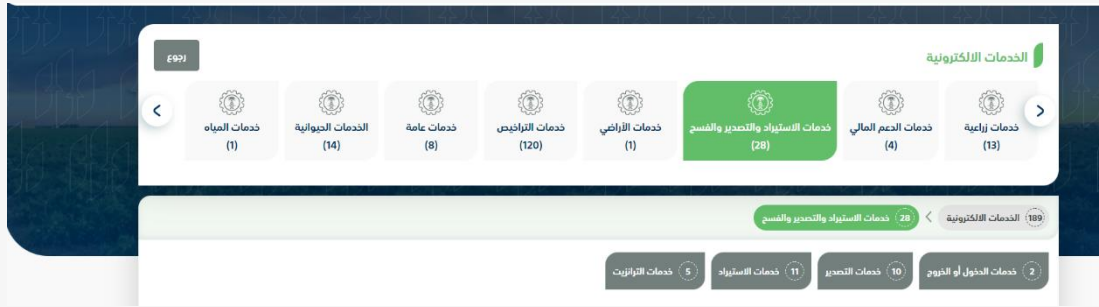 الخدمات الالكترونية
رجوع
خدمات زراعية
(13)
خدمات الدعم المالي
(4)
خدمات الاستيراد والتصدير والفسح
(28)
خدمات الأراضي
(1)
خدمات التراخيص
(120)
خدمات عامة
(8)
الخدمات الحيوانية
(14)
خدمات المياه
(1)
189 الخدمات الالكترونية > 28 خدمات الاستيراد والتصدير والفسح
2 خدمات الدخول أو الخروج
10 خدمات التصدير
11 خدمات الاستيراد
5 خدمات الترانزيت